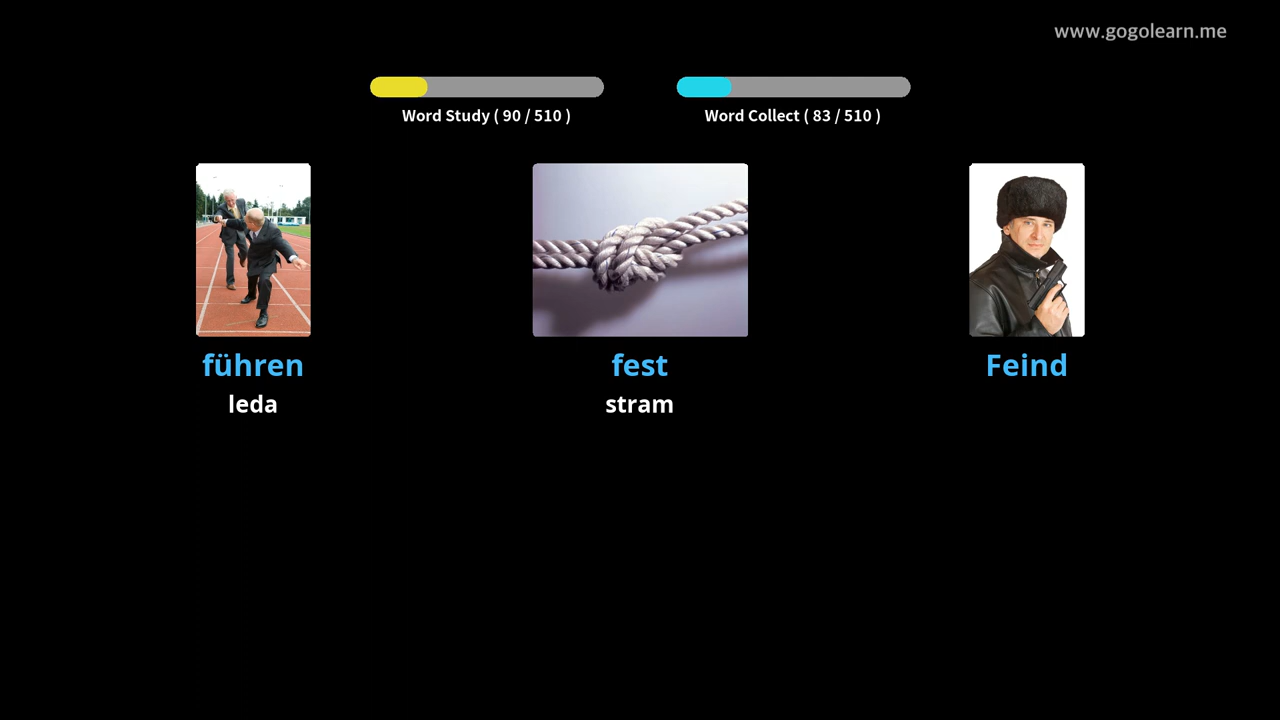 www.gogolearn.me
Word Study ( 90 / 510 )
Word Collect ( 83 / 510 )
führen
fest
Feind
leda
stram